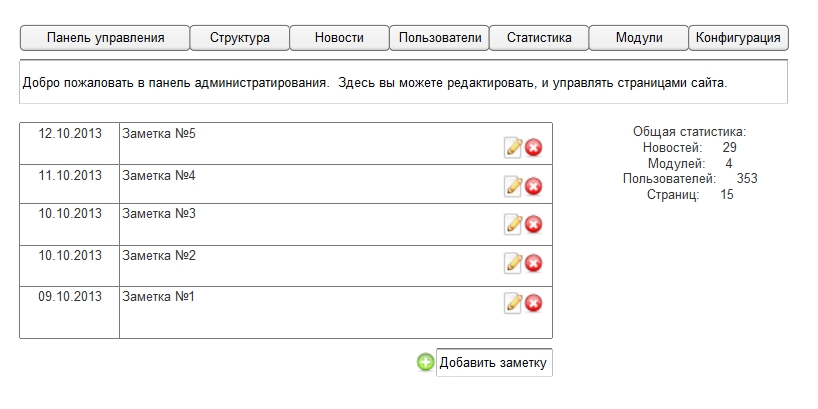 Панель управления Структура Новости Пользователи Статистика Модули Конфигурация
Добро пожаловать в панель администратирования. Здесь вы можете редактировать, и управлять страницами сайта.
12.10.2013 Заметка №5
11.10.2013 Заметка №4
10.10.2013 Заметка №3
10.10.2013 Заметка №2
09.10.2013 Заметка №1
Добавить заметку
Общая статистика:
Новостей: 29
Модулей: 4
Пользователей: 353
Страниц: 15